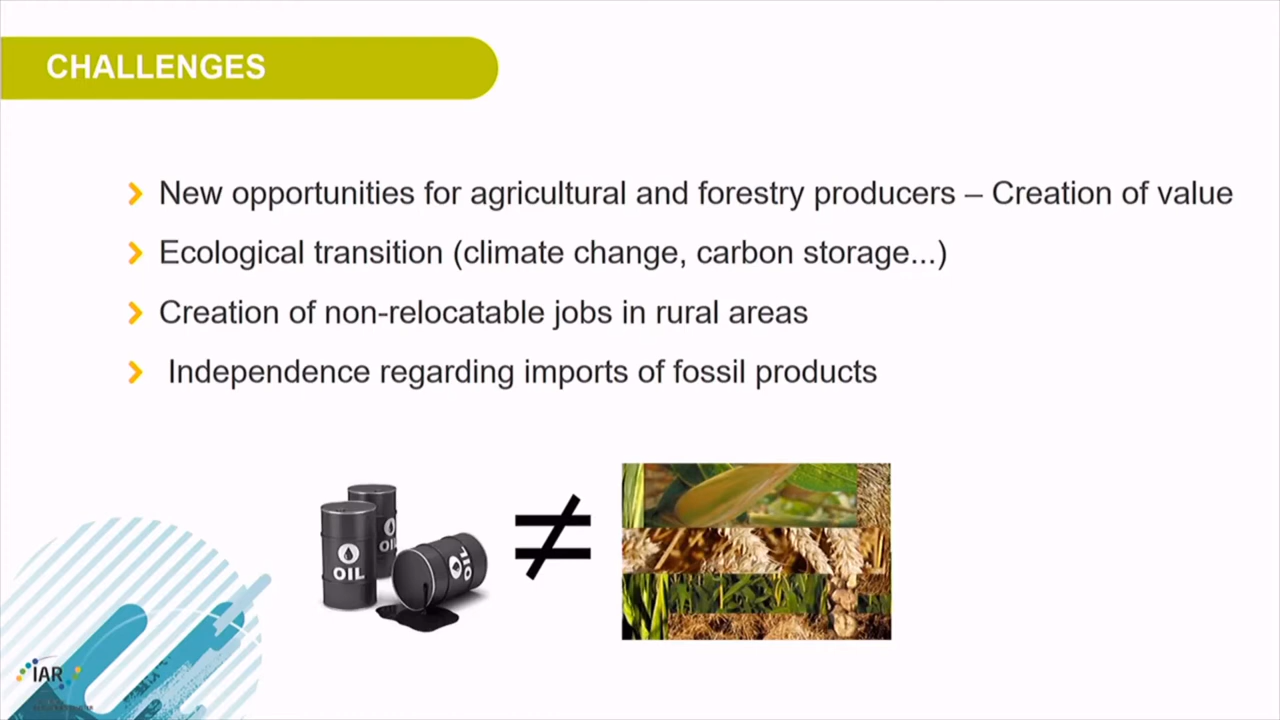 CHALLENGES
New opportunities for agricultural and forestry producers – Creation of value
Ecological transition (climate change, carbon storage...)
Creation of non-relocatable jobs in rural areas
Independence regarding imports of fossil products
OIL
OIL
OIL
≠
IAR